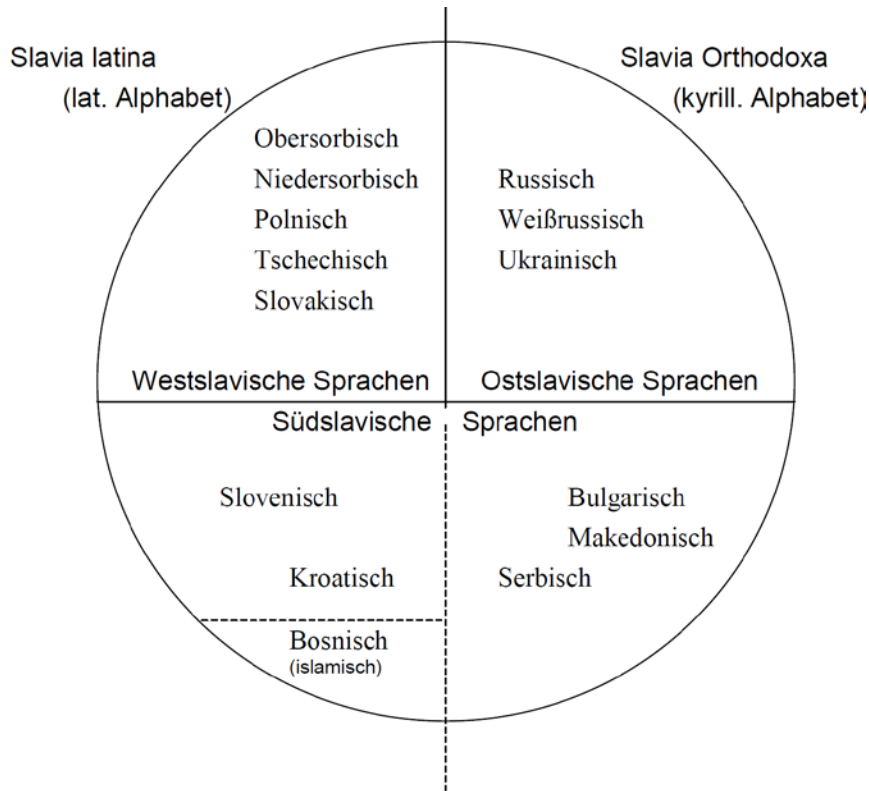 Slavia latina
(lat. Alphabet)
Slavia Orthodoxa
(kyrill. Alphabet)
Obersorbisch
Niedersorbisch
Polnisch
Tschechisch
Slovakisch
Russisch
Weißrussisch
Ukrainisch
Westslavische Sprachen
Ostslavische Sprachen
Südslavische Sprachen
Slovenisch
Kroatisch
Bosnisch
(islamisch)
Bulgarisch
Makedonisch
Serbisch